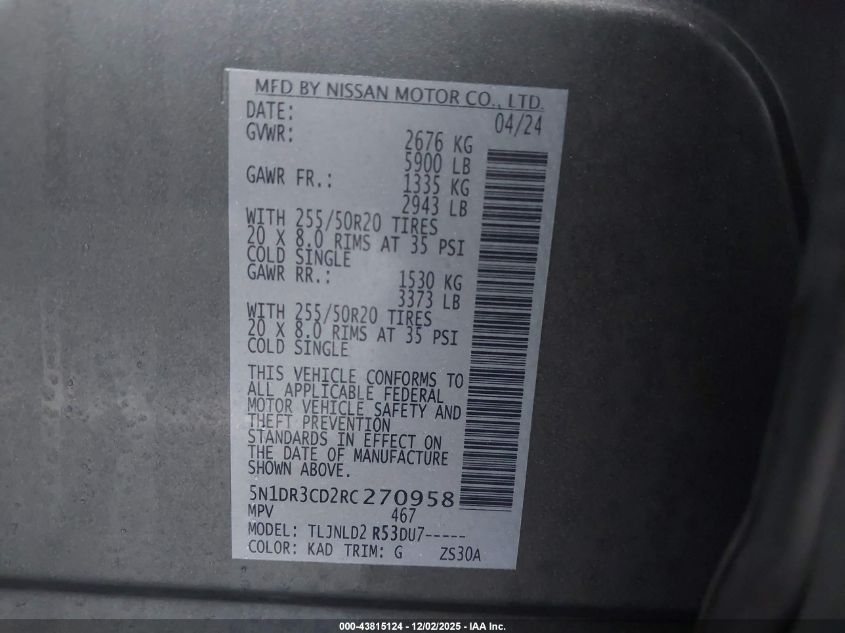 MFD BY NISSAN MOTOR CO., LTD.
DATE: 04/24
GVWR: 2676 KG
5900 LB
GAWR FR.: 1335 KG
2943 LB
WITH 255/50R20 TIRES
20 X 8.0 RIMS AT 35 PSI
COLD SINGLE
GAWR RR.: 1530 KG
3373 LB
WITH 255/50R20 TIRES
20 X 8.0 RIMS AT 35 PSI
COLD SINGLE
THIS VEHICLE CONFORMS TO
ALL APPLICABLE FEDERAL
MOTOR VEHICLE SAFETY AND
THEFT PREVENTION
STANDARDS IN EFFECT ON
THE DATE OF MANUFACTURE
SHOWN ABOVE.
5N1DR3CD2RC270958
MPV 467
MODEL: TLJNLD2 R53DU7-----
COLOR: KAD TRIM: G ZS30A
000-43815124 - 12/02/2025 - IAA Inc.